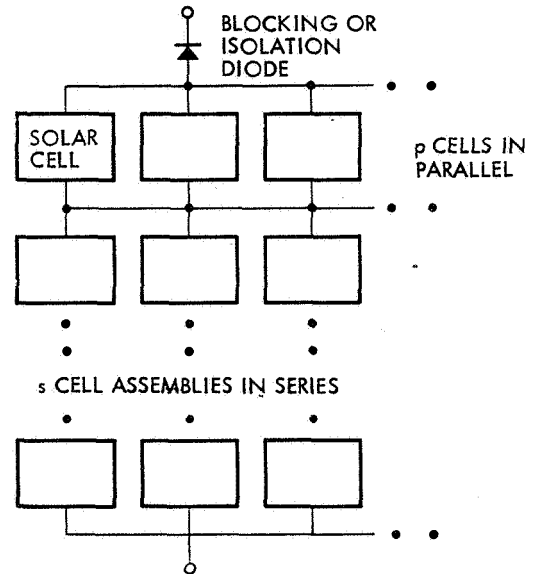 BLOCKING OR
ISOLATION
DIODE
SOLAR
CELL
p CELLS IN
PARALLEL
s CELL ASSEMBLIES IN SERIES